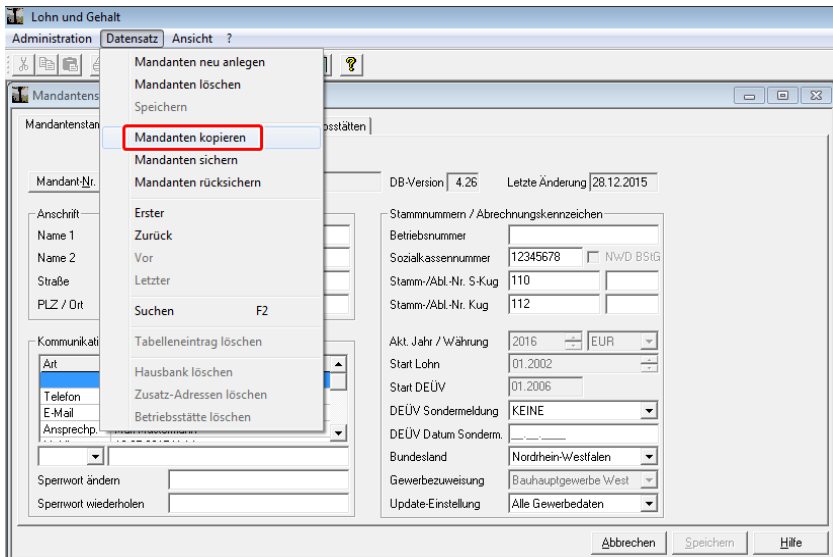 Lohn und Gehalt
Administration Datensatz Ansicht ?
Mandanten neu anlegen
Mandanten löschen
Speichern
Mandanten kopieren
Mandanten sichern
Mandanten rücksichern
Erster
Zurück
Vor
Letzter
Suchen F2
Tabelleneintrag löschen
Hausbank löschen
Zusatz-Adressen löschen
Betriebsstätte löschen
Mandantens
Mandantenstan
osstätten
Mandant-Nr.
DB-Version 4.26 Letzte Änderung 28.12.2015
Anschrift
Name 1
Name 2
Straße
PLZ / Ort
Kommunikati
Art
Telefon
E-Mail
Ansprechp.
Sperrwort ändern
Sperrwort wiederholen
Stammnummern / Abrechnungskennzeichen
Betriebsnummer
Sozialkassennummer 12345678 NWD BStG
Stamm-/Abl.-Nr. S-Kug 110
Stamm-/Abl.-Nr. Kug 112
Akt. Jahr / Währung 2016 EUR
Start Lohn 01.2002
Start DEÜV 01.2006
DEÜV Sondermeldung KEINE
DEÜV Datum Sonderm. __.__.____
Bundesland Nordrhein-Westfalen
Gewerbezuweisung Bauhauptgewerbe West
Update-Einstellung Alle Gewerbedaten
Abbrechen Speichern Hilfe